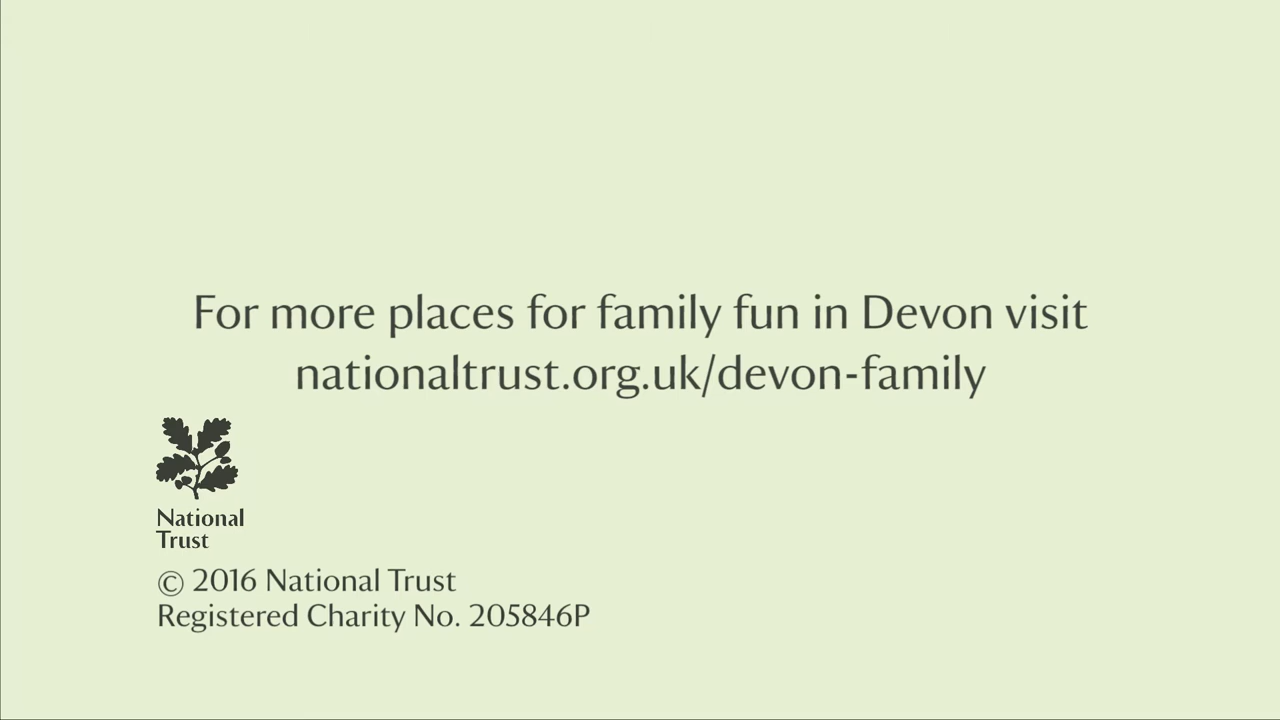 For more places for family fun in Devon visit
nationaltrust.org.uk/devon-family
National
Trust
© 2016 National Trust
Registered Charity No. 205846P